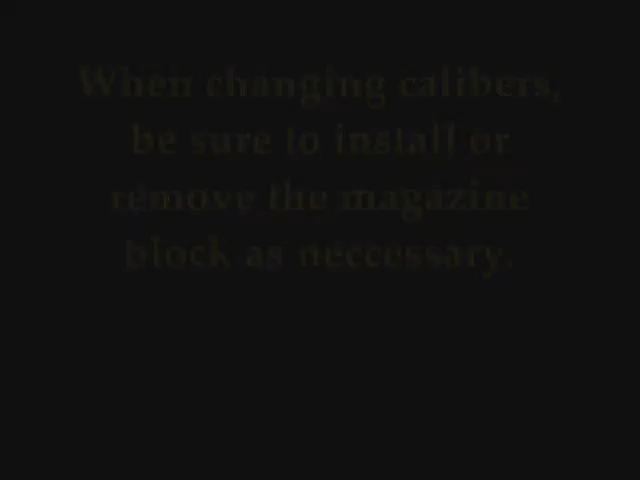 When changing calibers,
be sure to install or
remove the magazine
block as neccessary.